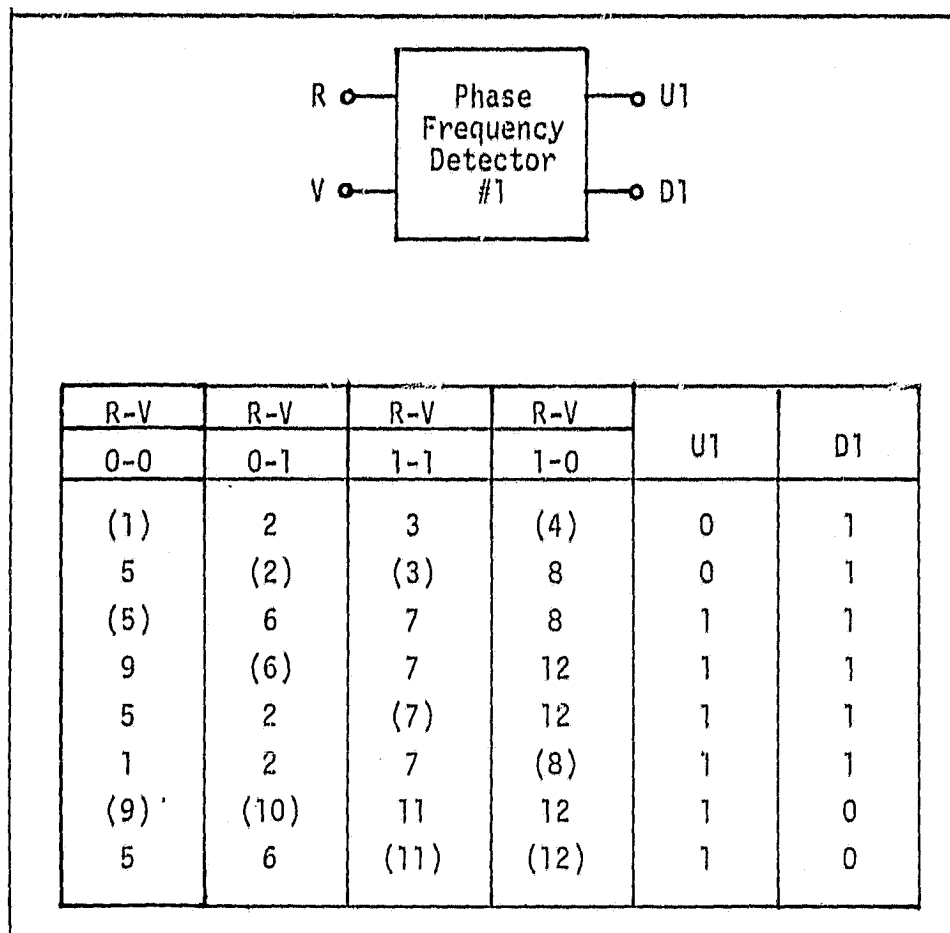 R Phase U1
Frequency
Detector
V #1 D1
R-V R-V R-V R-V U1 D1
0-0 0-1 1-1 1-0
(1) 2 3 (4) 0 1
5 (2) (3) 8 0 1
(5) 6 7 8 1 1
9 (6) 7 12 1 1
5 2 (7) 12 1 1
1 2 7 (8) 1 1
(9) (10) 11 12 1 0
5 6 (11) (12) 1 0